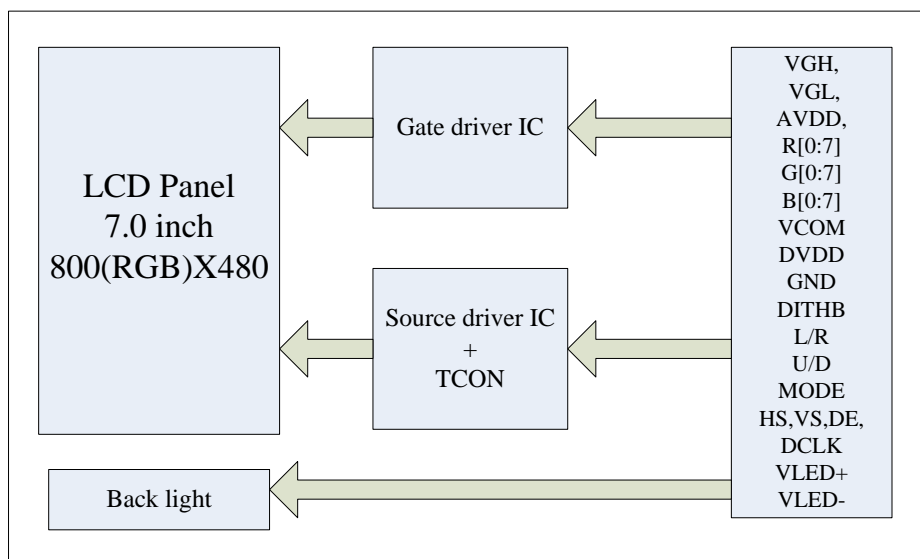 LCD Panel
7.0 inch
800(RGB)X480
Gate driver IC
Source driver IC
+
TCON
Back light
VGH,
VGL,
AVDD,
R[0:7]
G[0:7]
B[0:7]
VCOM
DVDD
GND
DITHB
L/R
U/D
MODE
HS,VS,DE,
DCLK
VLED+
VLED-